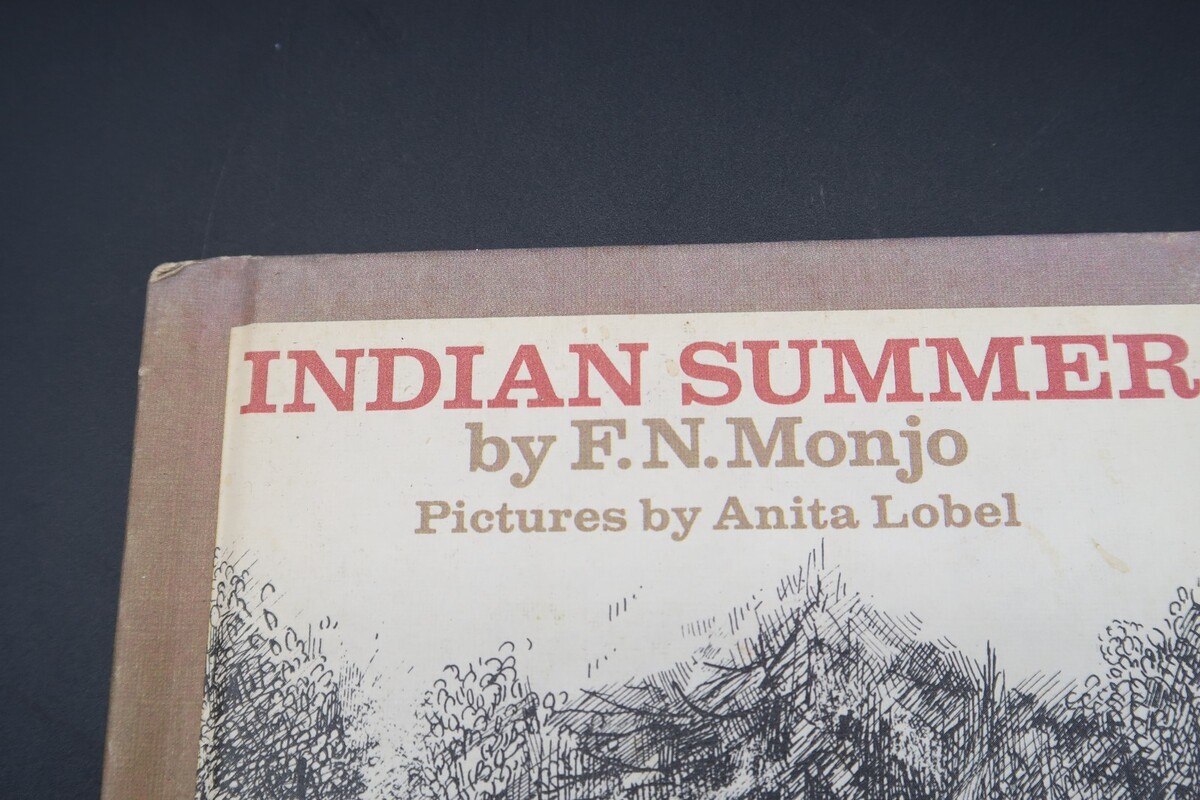 INDIAN SUMMER
by F.N.Monjo
Pictures by Anita Lobel